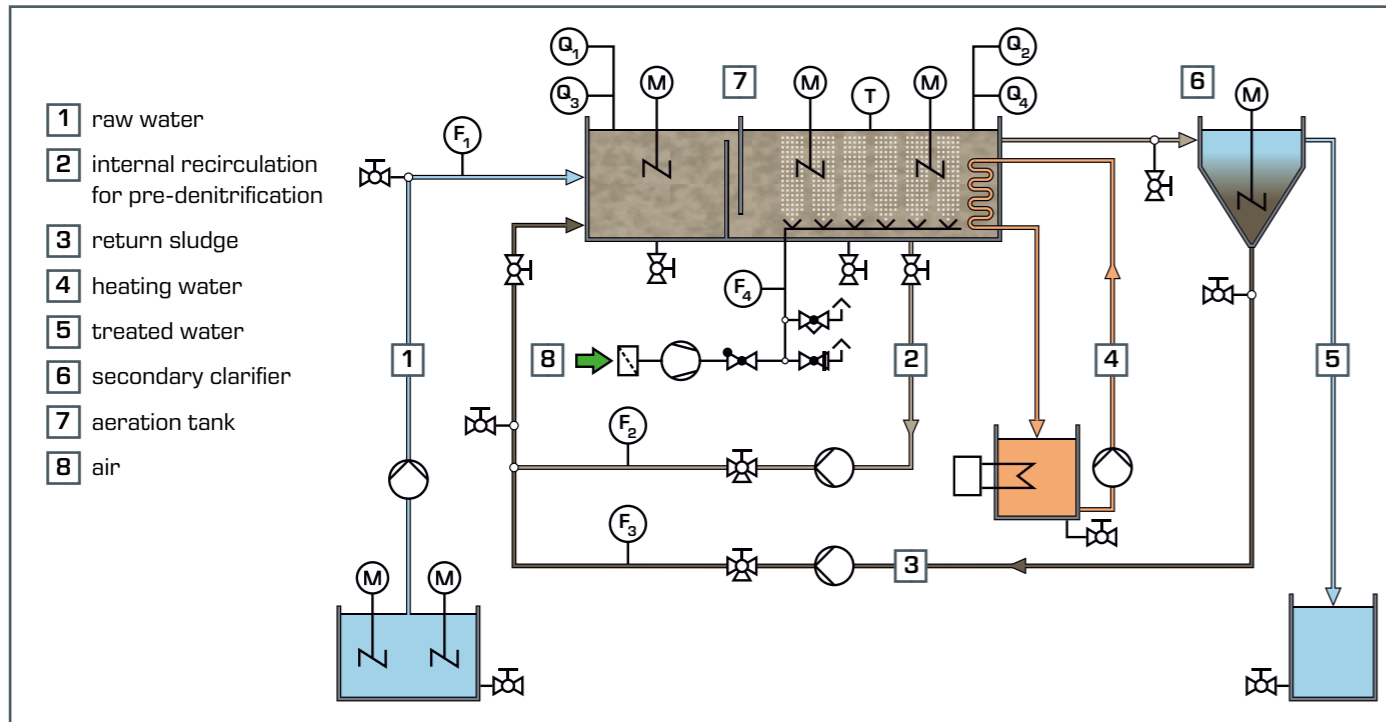 1 raw water
2 internal recirculation
for pre-denitrification
3 return sludge
4 heating water
5 treated water
6 secondary clarifier
7 aeration tank
8 air
Q1
Q3
M
7
M
T
M
Q2
Q4
6
M
F1
F4
8
1
2
4
5
F2
F3
3
M
M